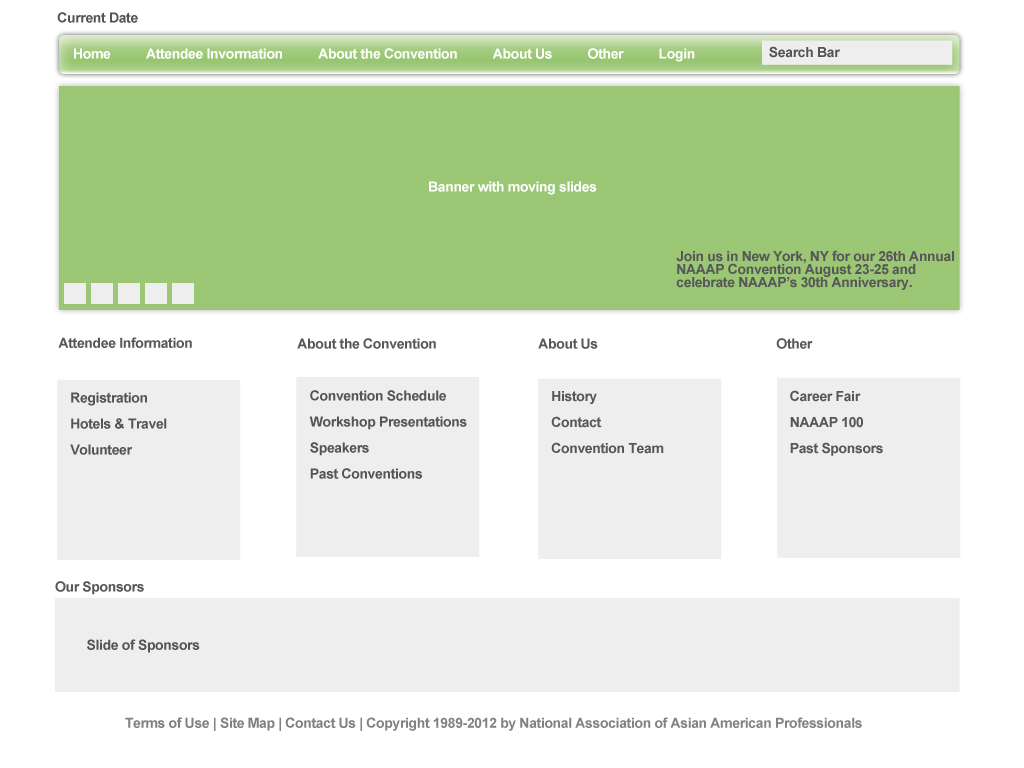 Current Date
Home Attendee Invormation About the Convention About Us Other Login Search Bar
Banner with moving slides
Join us in New York, NY for our 26th Annual
NAAAP Convention August 23-25 and
celebrate NAAAP's 30th Anniversary.
Attendee Information
Registration
Hotels & Travel
Volunteer
About the Convention
Convention Schedule
Workshop Presentations
Speakers
Past Conventions
About Us
History
Contact
Convention Team
Other
Career Fair
NAAAP 100
Past Sponsors
Our Sponsors
Slide of Sponsors
Terms of Use | Site Map | Contact Us | Copyright 1989-2012 by National Association of Asian American Professionals